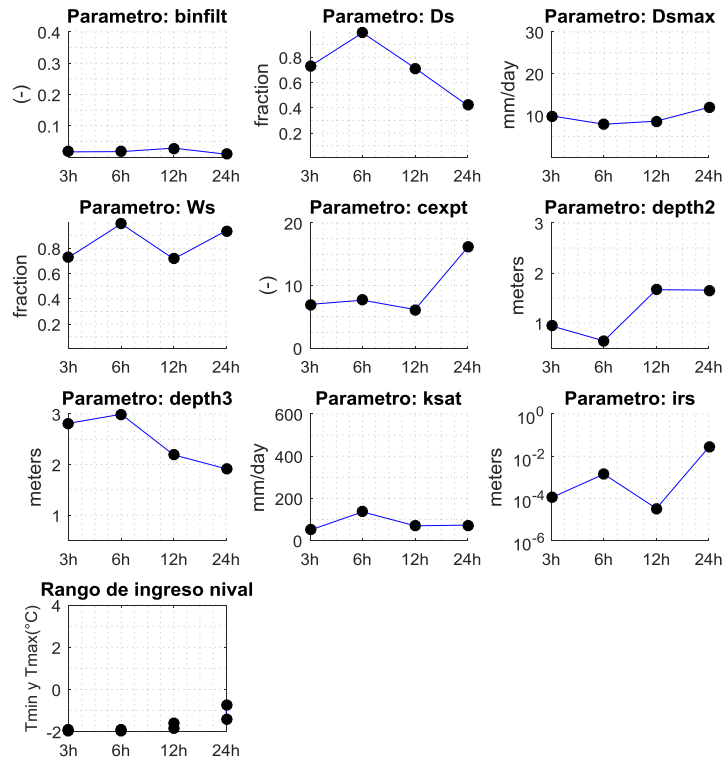 Parametro: binfilt
0.4
0.3
0.2
0.1
(-)
3h 6h 12h 24h
Parametro: Ds
0.8
0.6
0.4
0.2
fraction
3h 6h 12h 24h
Parametro: Dsmax
30
20
10
mm/day
3h 6h 12h 24h
Parametro: Ws
0.8
0.6
0.4
0.2
fraction
3h 6h 12h 24h
Parametro: cexpt
20
10
0
(-)
3h 6h 12h 24h
Parametro: depth2
3
2
1
meters
3h 6h 12h 24h
Parametro: depth3
3
2
1
meters
3h 6h 12h 24h
Parametro: ksat
600
400
200
0
mm/day
3h 6h 12h 24h
Parametro: irs
10^0
10^-2
10^-4
10^-6
meters
3h 6h 12h 24h
Rango de ingreso nival
4
2
0
-2
Tmin y Tmax(°C)
3h 6h 12h 24h